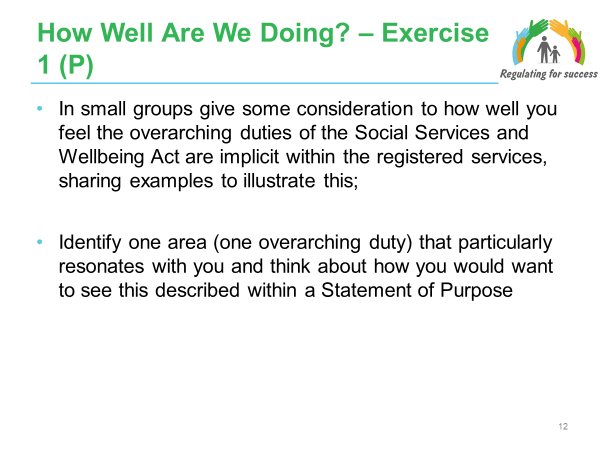 How Well Are We Doing? – Exercise
1 (P)
Regulating for success
• In small groups give some consideration to how well you
feel the overarching duties of the Social Services and
Wellbeing Act are implicit within the registered services,
sharing examples to illustrate this;
• Identify one area (one overarching duty) that particularly
resonates with you and think about how you would want
to see this described within a Statement of Purpose
12